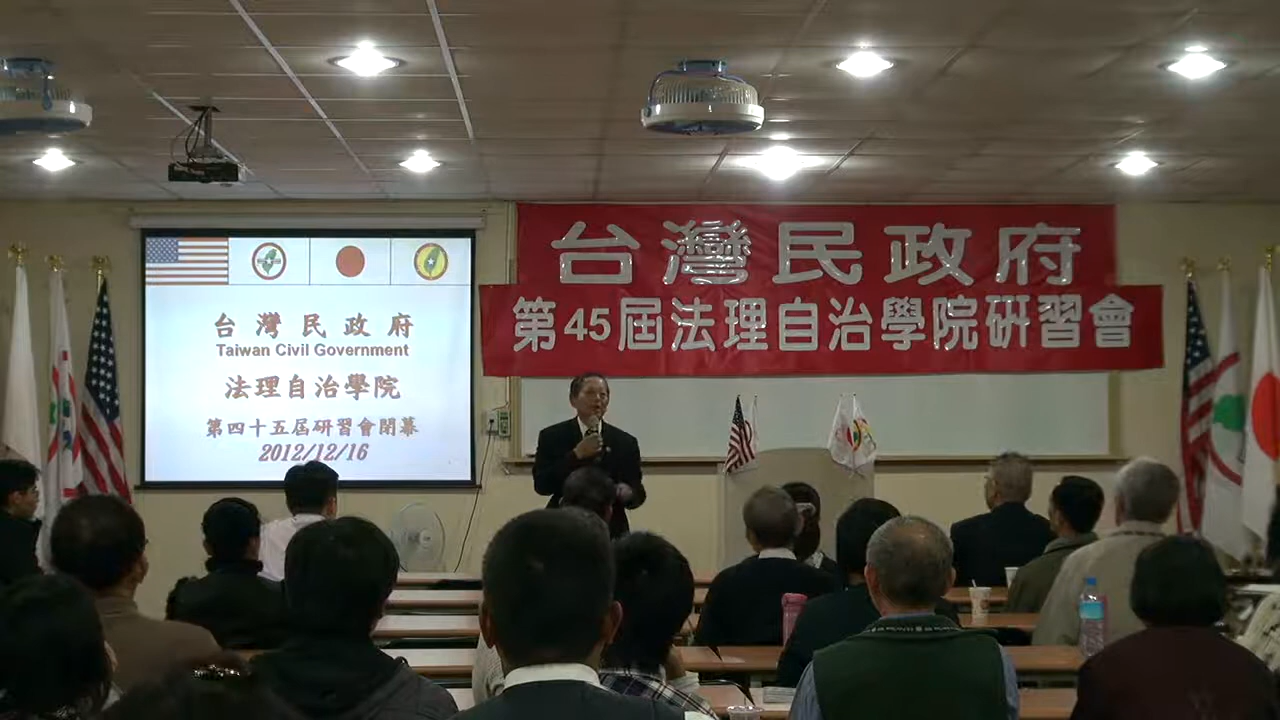 台灣民政府
第45屆法理自治學院研習會
台灣民政府
Taiwan Civil Government
法理自治學院
第四十五屆研習會閉幕
2012/12/16